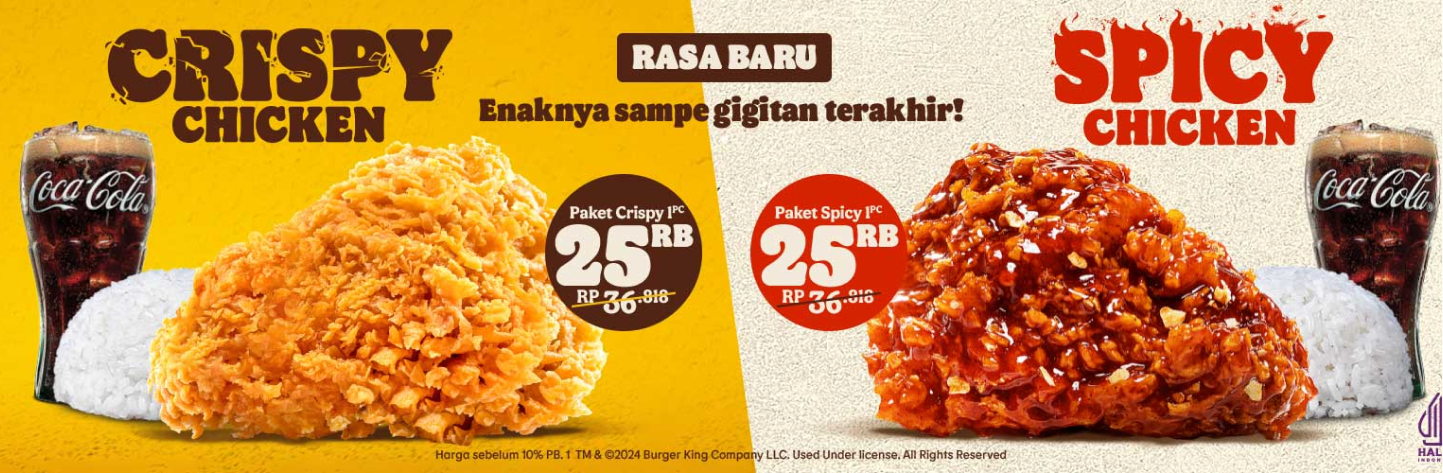 CRISPY
CHICKEN
RASA BARU
Enaknya sampe gigitan terakhir!
SPICY
CHICKEN
Coca-Cola
Paket Crispy 1PC
25RB
RP 36.818
Paket Spicy 1PC
25RB
RP 36.818
Coca-Cola
Harga sebelum 10% PB. 1 TM & ©2024 Burger King Company LLC. Used Under license. All Rights Reserved
HAL